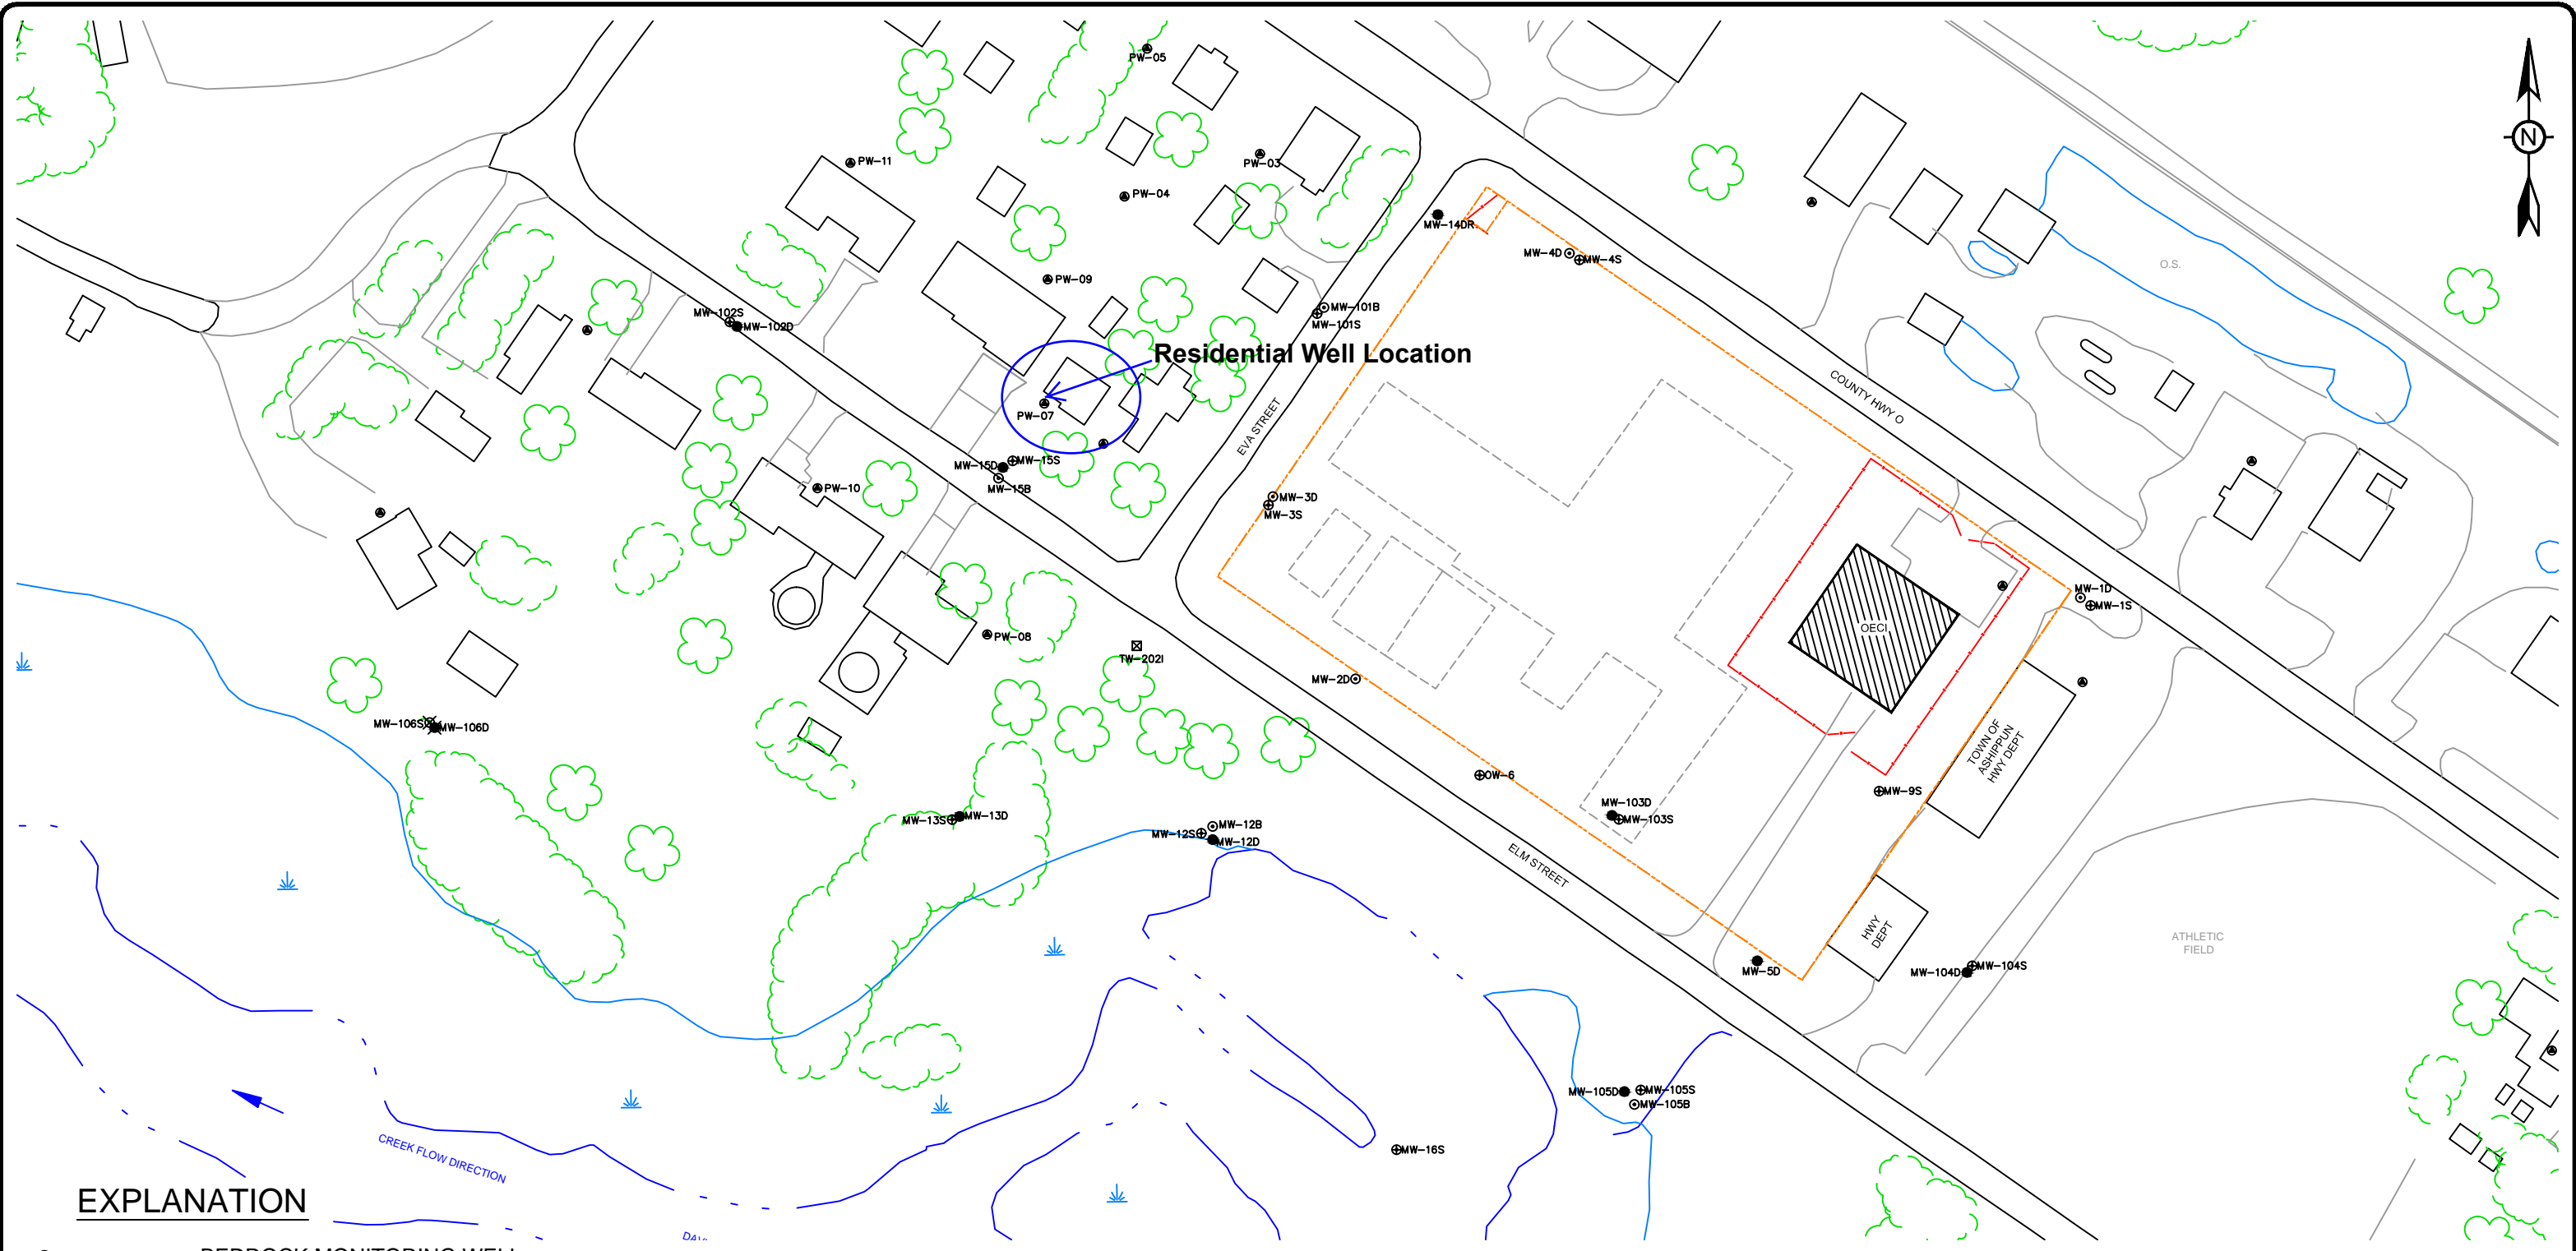 PW-05
N
PW-11
PW-03
PW-04
MW-14DR
MW-4D
MW-4S
O.S.
PW-09
MW-101B
MW-101S
MW-102S
MW-102D
Residential Well Location
COUNTY HWY O
PW-07
EVA STREET
MW-15D
MW-15S
MW-15B
PW-10
MW-3D
MW-3S
MW-1D
MW-1S
OECI
PW-08
TW-202I
MW-2D
MW-106S
MW-106D
TOWN OF
ASHIPPUN
HWY DEPT
OW-6
MW-9S
MW-103D
MW-103S
MW-13S
MW-13D
MW-12B
MW-12S
MW-12D
ELM STREET
HWY
DEPT
ATHLETIC
FIELD
MW-5D
MW-104D
MW-104S
MW-105D
MW-105S
MW-105B
CREEK FLOW DIRECTION
MW-16S
EXPLANATION
DAV
BEDROCK MONITORING WELL